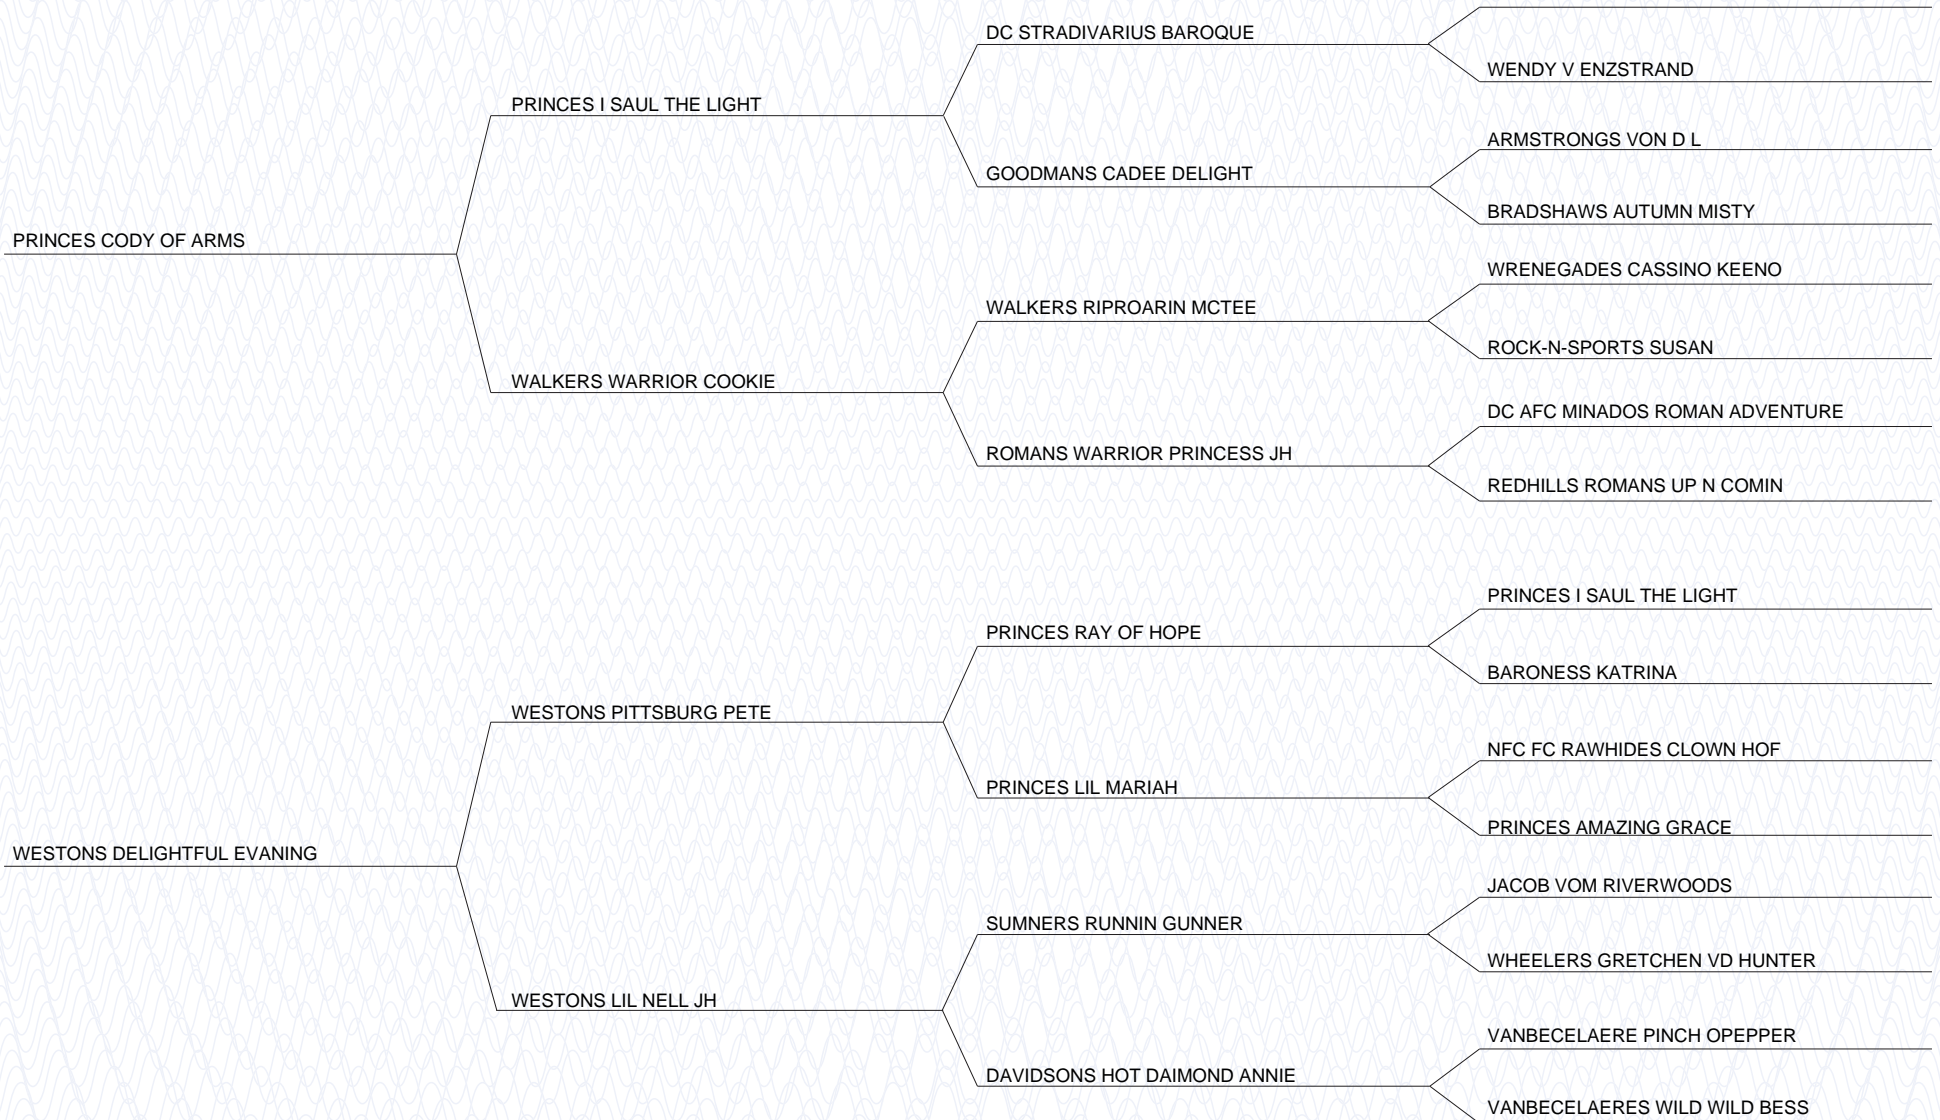 DC STRADIVARIUS BAROQUE
WENDY V ENZSTRAND
PRINCES I SAUL THE LIGHT
ARMSTRONGS VON D L
GOODMANS CADEE DELIGHT
BRADSHAWS AUTUMN MISTY
PRINCES CODY OF ARMS
WRENEGADES CASSINO KEENO
WALKERS RIPROARIN MCTEE
ROCK-N-SPORTS SUSAN
WALKERS WARRIOR COOKIE
DC AFC MINADOS ROMAN ADVENTURE
ROMANS WARRIOR PRINCESS JH
REDHILLS ROMANS UP N COMIN
PRINCES I SAUL THE LIGHT
PRINCES RAY OF HOPE
BARONESS KATRINA
WESTONS PITTSBURG PETE
NFC FC RAWHIDES CLOWN HOF
PRINCES LIL MARIAH
PRINCES AMAZING GRACE
WESTONS DELIGHTFUL EVANING
JACOB VOM RIVERWOODS
SUMNERS RUNNIN GUNNER
WHEELERS GRETCHEN VD HUNTER
WESTONS LIL NELL JH
VANBECELAERE PINCH OPEPPER
DAVIDSONS HOT DAIMOND ANNIE
VANBECELAERES WILD WILD BESS